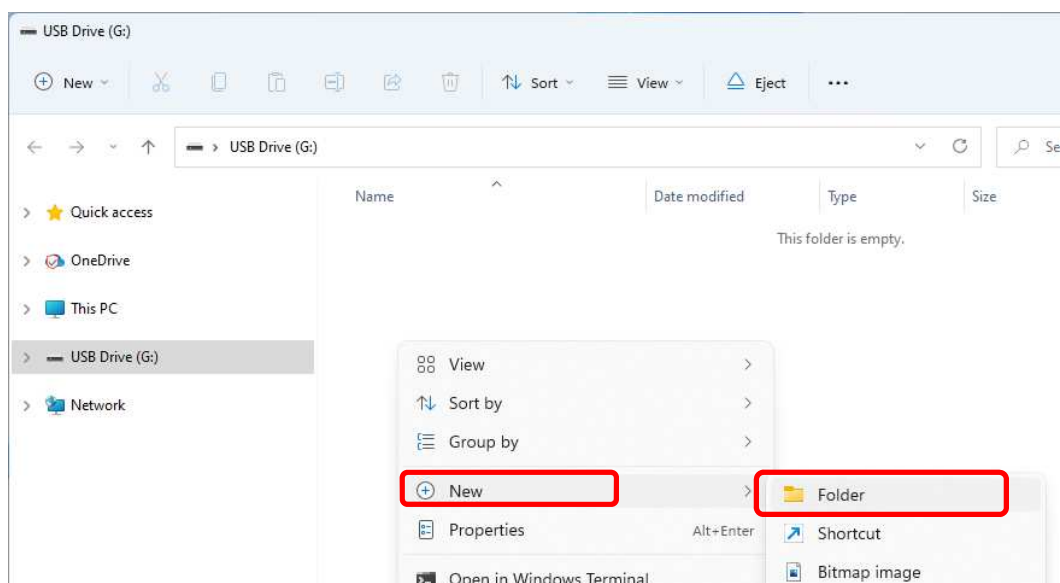 USB Drive (G:)
New
Sort
View
Eject
USB Drive (G:)
Se
Name
Date modified
Type
Size
This folder is empty.
Quick access
OneDrive
This PC
USB Drive (G:)
Network
View
Sort by
Group by
New
Properties Alt+Enter
Open in Windows Terminal
Folder
Shortcut
Bitmap image